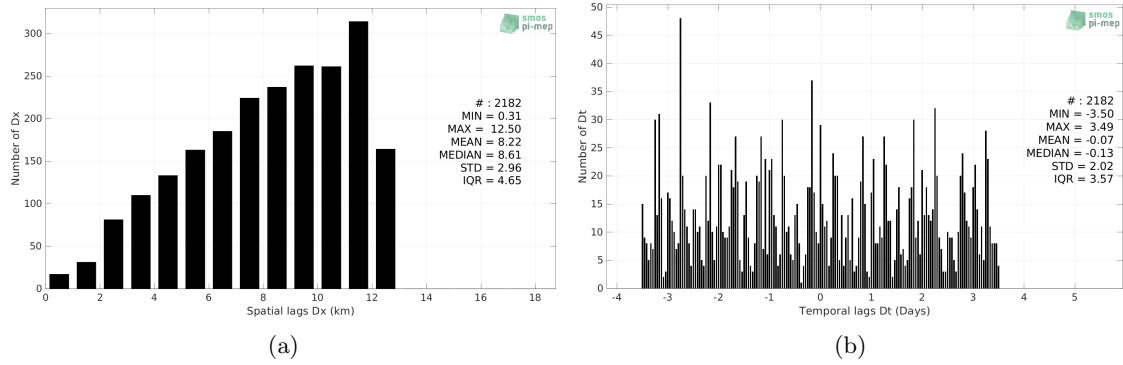 smos
pi-mep
300
250
200
150
100
50
0
Number of Dx
# : 2182
MIN = 0.31
MAX = 12.50
MEAN = 8.22
MEDIAN = 8.61
STD = 2.96
IQR = 4.65
0 2 4 6 8 10 12 14 16 18
Spatial lags Dx (km)
(a)
smos
pi-mep
50
45
40
35
30
25
20
15
10
5
0
Number of Dt
# : 2182
MIN = -3.50
MAX = 3.49
MEAN = -0.07
MEDIAN = -0.13
STD = 2.02
IQR = 3.57
-4 -3 -2 -1 0 1 2 3 4 5
Temporal lags Dt (Days)
(b)